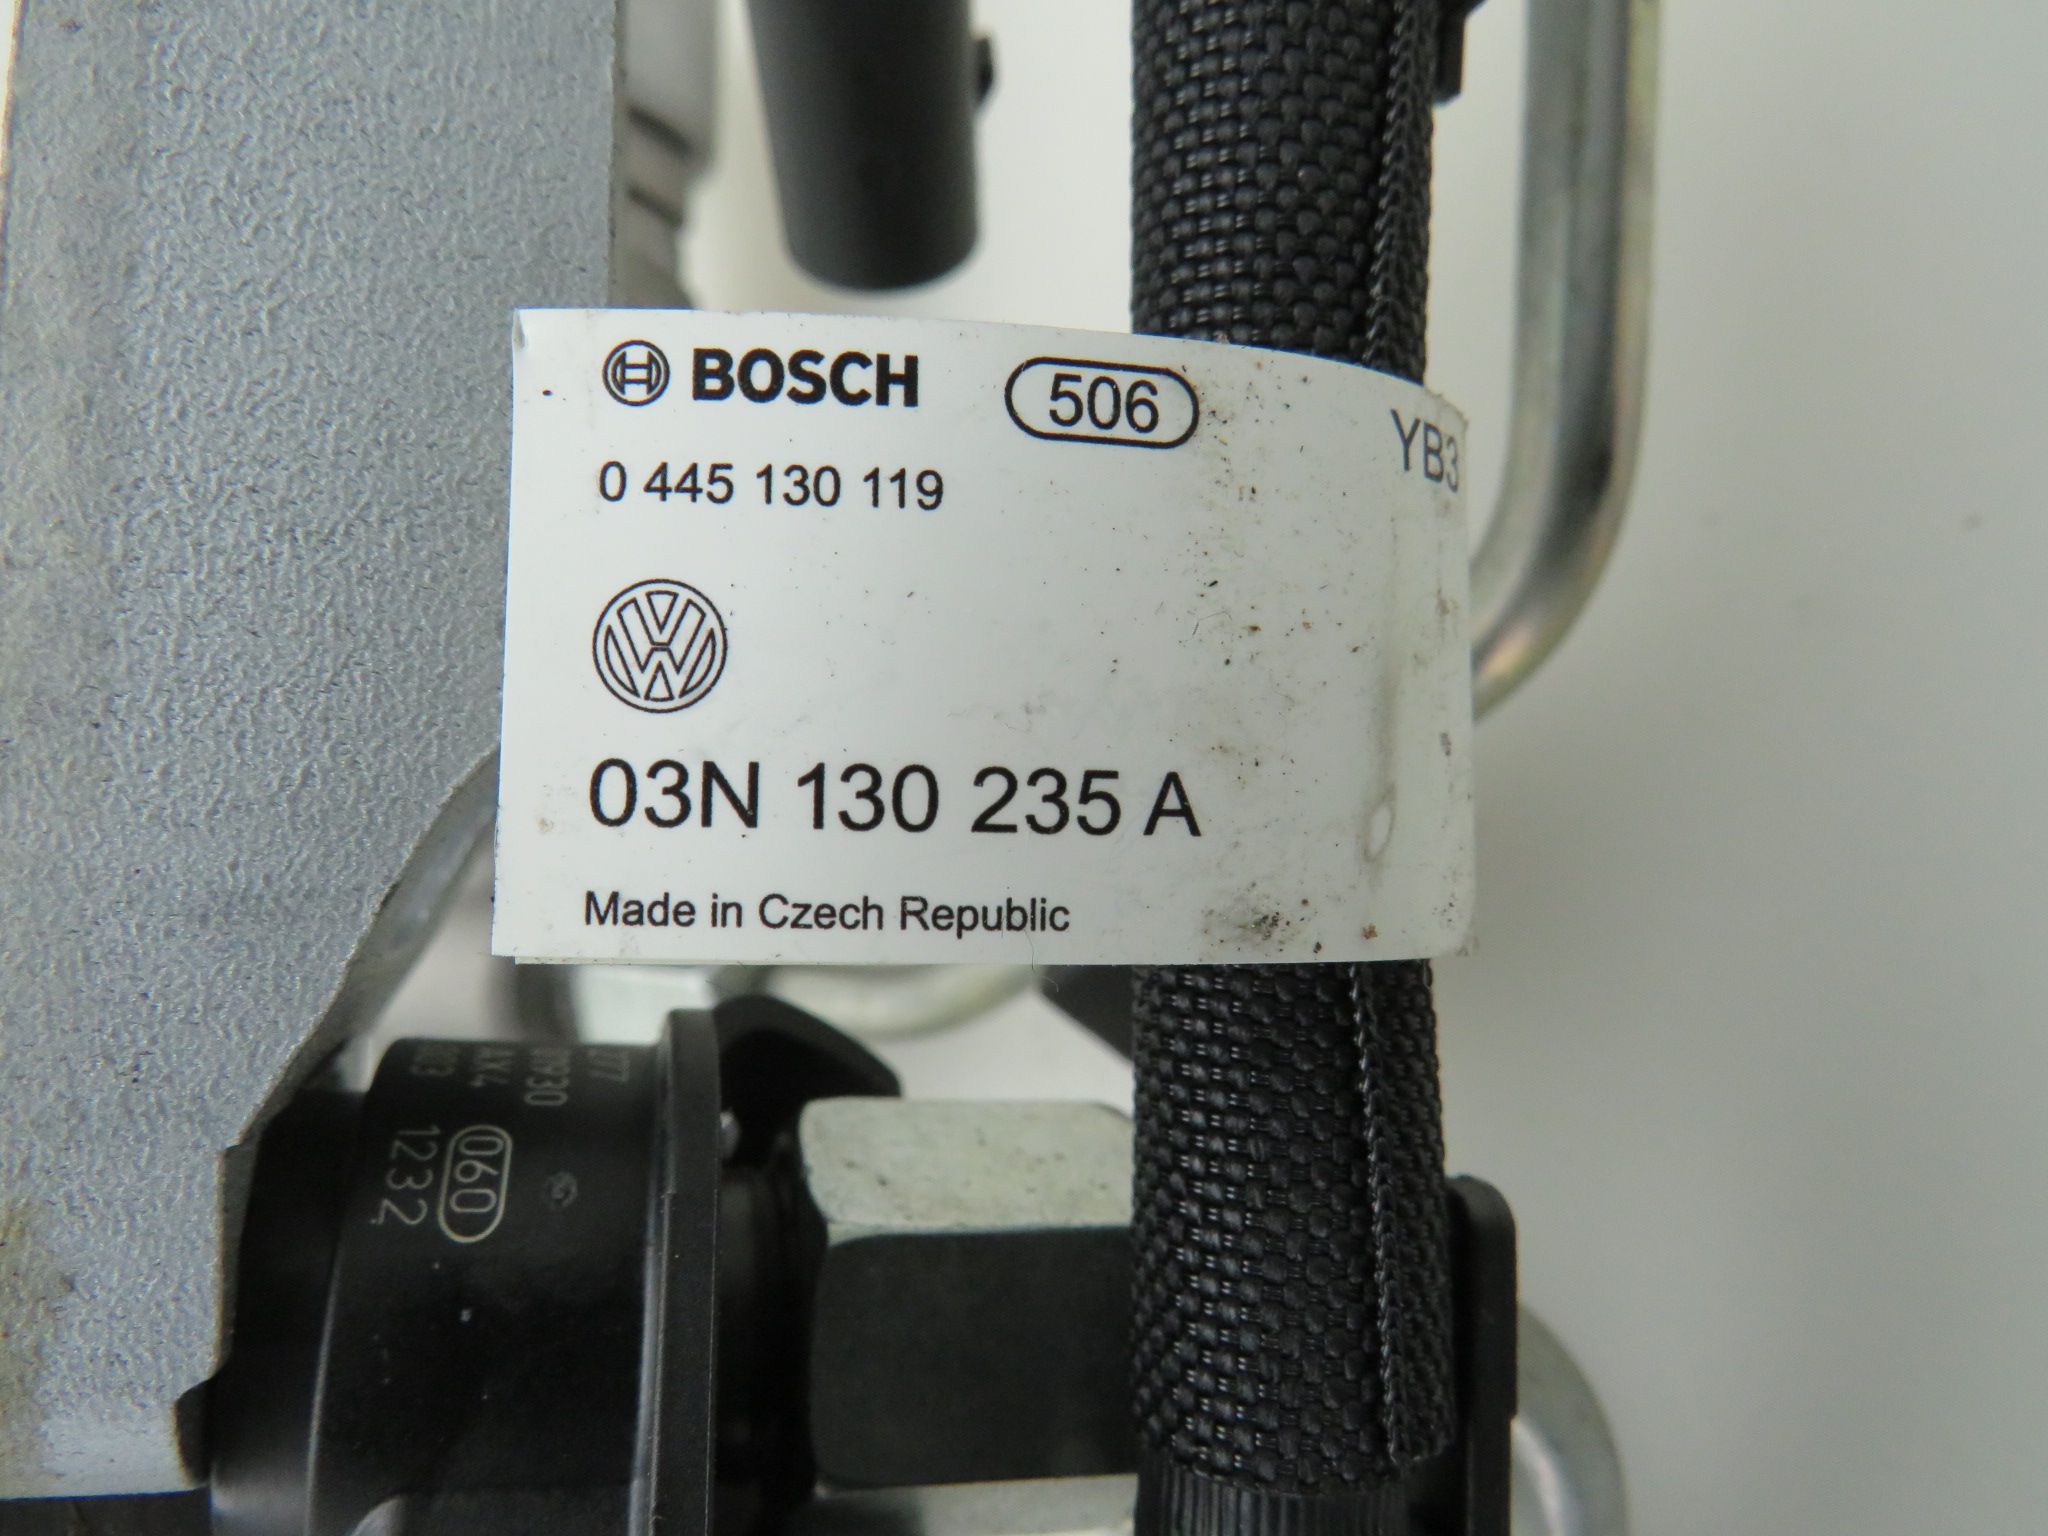 BOSCH 506 YB3
0 445 130 119
03N 130 235 A
Made in Czech Republic
060
1232